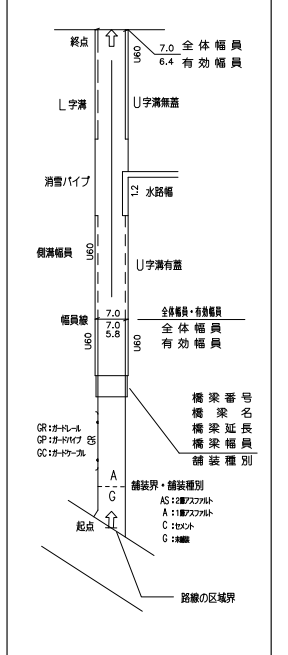 終点
U60
7.0 全体幅員
6.4 有効幅員
L字溝
U字溝無蓋
消雪パイプ
1.2
水路幅
側溝幅員
U60
U字溝有蓋
幅員線
7.0
全体幅員・有効幅員
7.0
全体幅員
5.8
有効幅員
U60
U60
橋梁番号
橋梁名
橋梁延長
橋梁幅員
舗装種別
GR:ガードレール
GP:ガードパイプ
GC:ガードケーブル
GR
A
舗装界・舗装種別
G
AS:2層アスファルト
A:1層アスファルト
C:セメント
G:未舗装
起点
路線の区域界